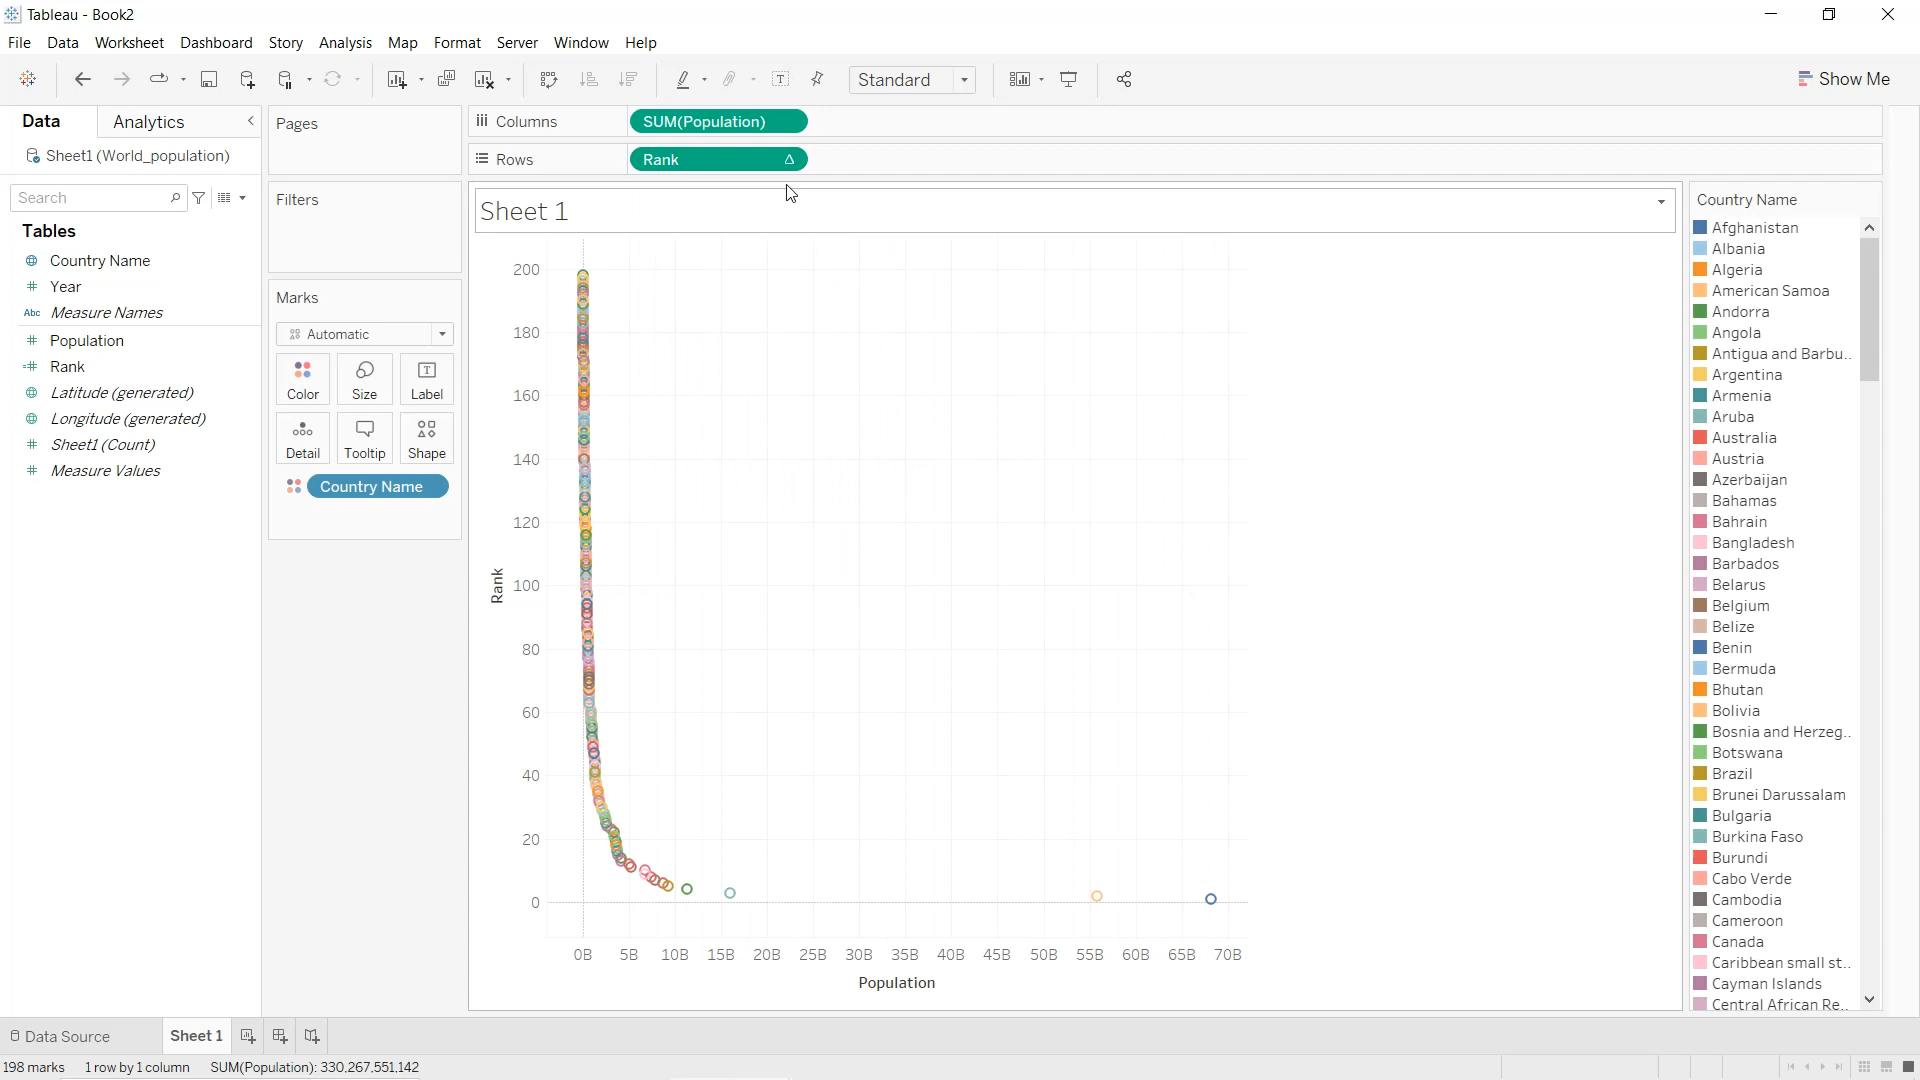 Tableau - Book2
File Data Worksheet Dashboard Story Analysis Map Format Server Window Help
Standard
Show Me
Data
Analytics
Sheet1 (World_population)
Search
Tables
Country Name
Year
Abc Measure Names
Population
Rank
Latitude (generated)
Longitude (generated)
Sheet1 (Count)
Measure Values
Pages
Filters
Marks
Automatic
Color
Size
Label
Detail
Tooltip
Shape
Country Name
Columns
SUM(Population)
Rows
Rank
Sheet 1
200
180
160
140
120
100
80
60
40
20
0
Rank
0B 5B 10B 15B 20B 25B 30B 35B 40B 45B 50B 55B 60B 65B 70B
Population
Country Name
Afghanistan
Albania
Algeria
American Samoa
Andorra
Angola
Antigua and Barbu..
Argentina
Armenia
Aruba
Australia
Austria
Azerbaijan
Bahamas
Bahrain
Bangladesh
Barbados
Belarus
Belgium
Belize
Benin
Bermuda
Bhutan
Bolivia
Bosnia and Herzeg..
Botswana
Brazil
Brunei Darussalam
Bulgaria
Burkina Faso
Burundi
Cabo Verde
Cambodia
Cameroon
Canada
Caribbean small st..
Cayman Islands
Central African Re..
Data Source
Sheet 1
198 marks 1 row by 1 column SUM(Population): 330,267,551,142